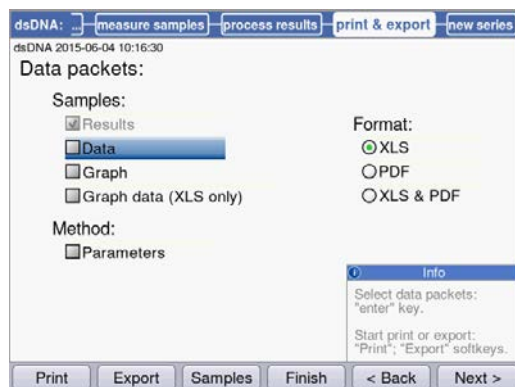 dsDNA: ... measure samples process results print & export new series
dsDNA 2015-06-04 10:16:30
Data packets:
Samples:
Results
Data
Graph
Graph data (XLS only)
Method:
Parameters
Format:
XLS
PDF
XLS & PDF
Info
Select data packets:
"enter" key.
Start print or export:
"Print"; "Export" softkeys.
Print Export Samples Finish < Back Next >